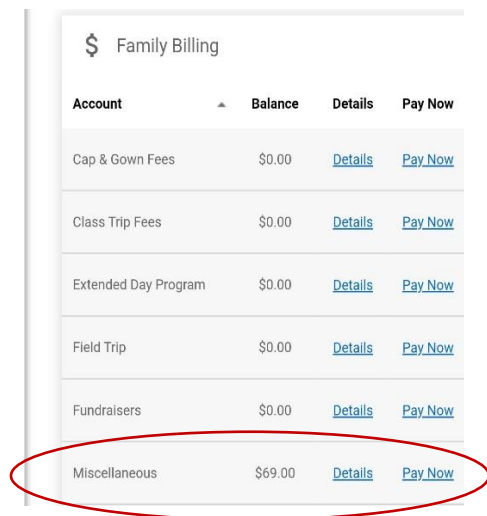 $ Family Billing
Account Balance Details Pay Now
Cap & Gown Fees $0.00 Details Pay Now
Class Trip Fees $0.00 Details Pay Now
Extended Day Program $0.00 Details Pay Now
Field Trip $0.00 Details Pay Now
Fundraisers $0.00 Details Pay Now
Miscellaneous $69.00 Details Pay Now